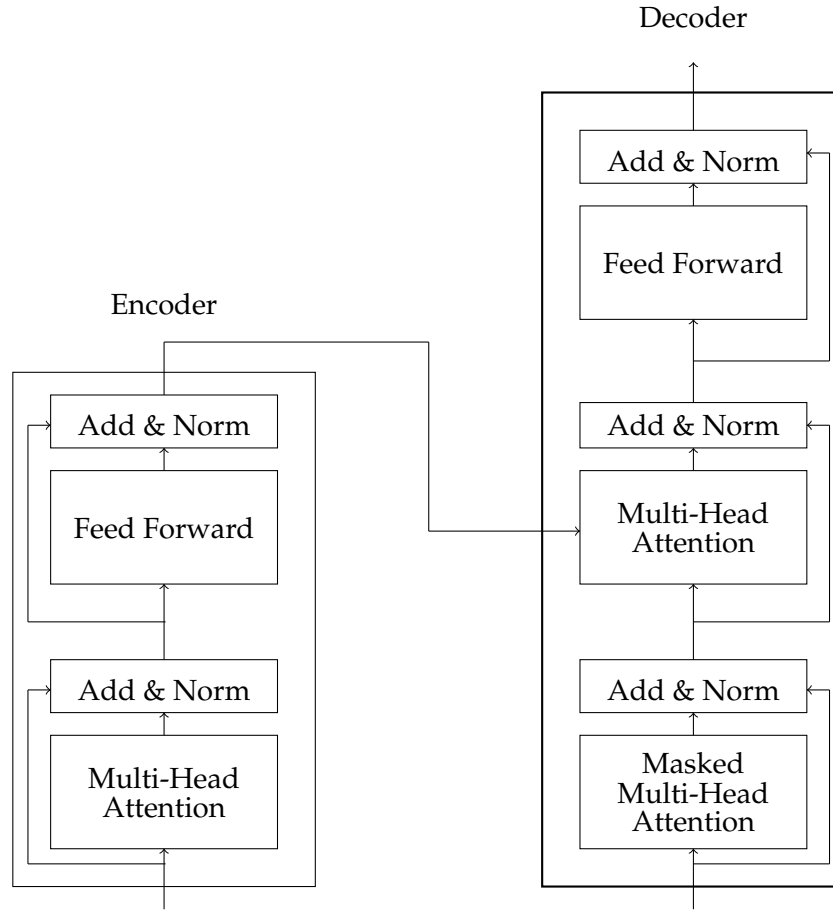 Decoder
Add & Norm
Feed Forward
Encoder
Add & Norm
Feed Forward
Add & Norm
Multi-Head
Attention
Add & Norm
Multi-Head
Attention
Add & Norm
Masked
Multi-Head
Attention